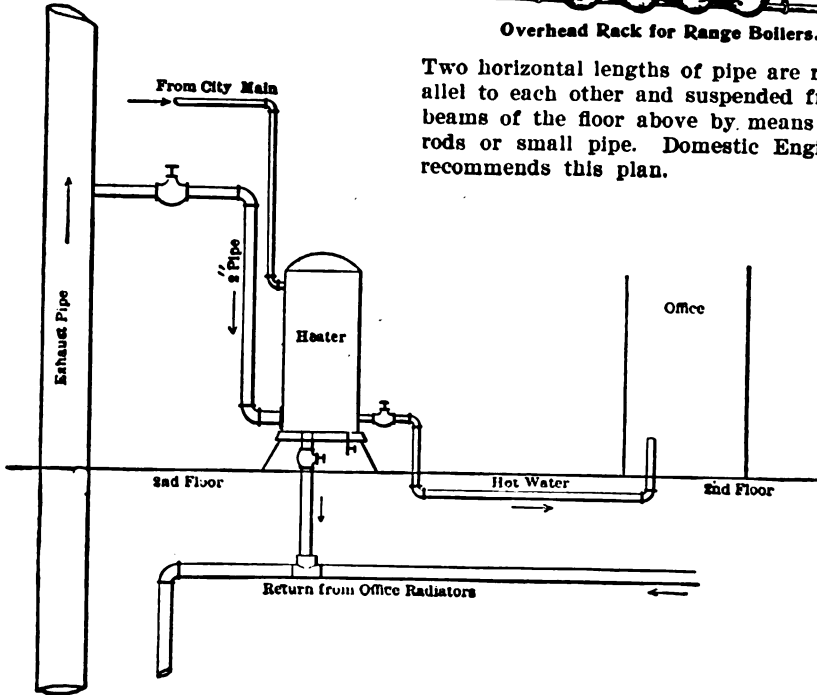 Overhead Rack for Range Boilers.
Two horizontal lengths of pipe are
allel to each other and suspended
beams of the floor above by means
rods or small pipe. Domestic
recommends this plan.
From City Main
2" Pipe
Exhaust Pipe
Heater
Office
2nd Floor
Hot Water
2nd Floor
Return from Office Radiators